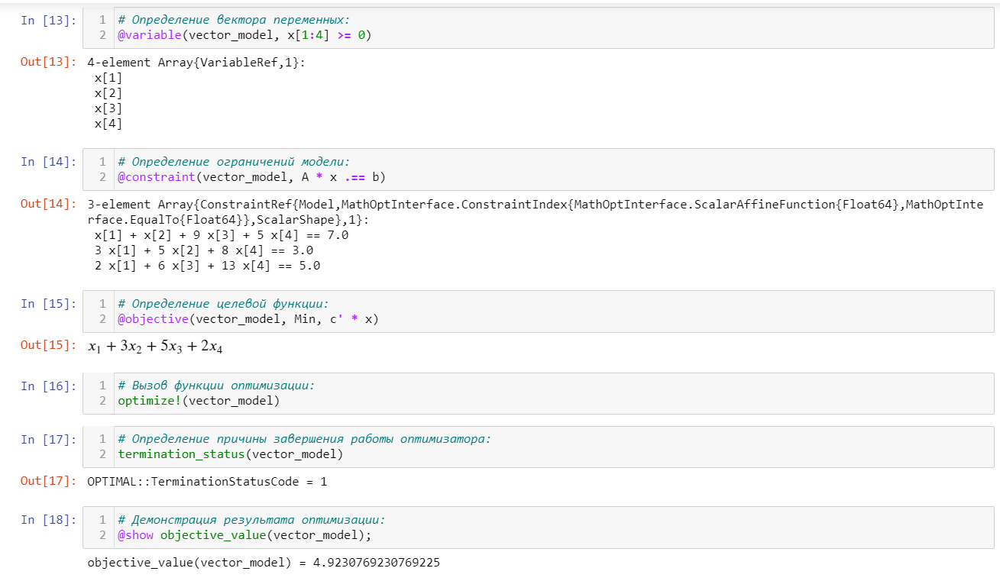 In [13]: 1 # Определение вектора переменных:
2 @variable(vector_model, x[1:4] >= 0)
Out[13]: 4-element Array{VariableRef,1}:
x[1]
x[2]
x[3]
x[4]
In [14]: 1 # Определение ограничений модели:
2 @constraint(vector_model, A * x .== b)
Out[14]: 3-element Array{ConstraintRef{Model,MathOptInterface.ConstraintIndex{MathOptInterface.ScalarAffineFunction{Float64},MathOptInte
rface.EqualTo{Float64}},ScalarShape},1}:
x[1] + x[2] + 9 x[3] + 5 x[4] == 7.0
3 x[1] + 5 x[2] + 8 x[4] == 3.0
2 x[1] + 6 x[3] + 13 x[4] == 5.0
In [15]: 1 # Определение целевой функции:
2 @objective(vector_model, Min, c' * x)
Out[15]: x₁ + 3x₂ + 5x₃ + 2x₄
In [16]: 1 # Вызов функции оптимизации:
2 optimize!(vector_model)
In [17]: 1 # Определение причины завершения работы оптимизатора:
2 termination_status(vector_model)
Out[17]: OPTIMAL::TerminationStatusCode = 1
In [18]: 1 # Демонстрация результата оптимизации:
2 @show objective_value(vector_model);
objective_value(vector_model) = 4.9230769230769225